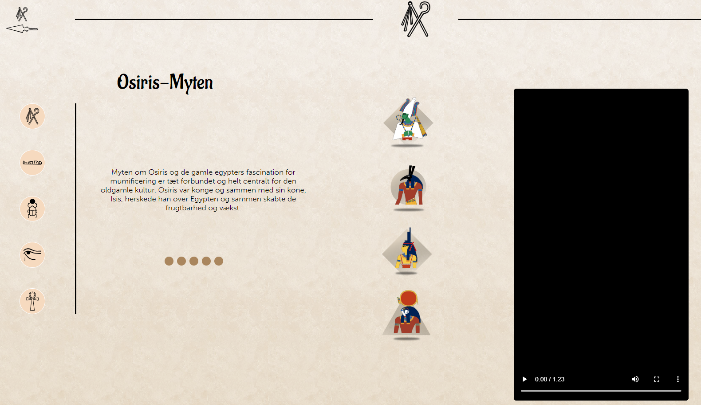 Osiris-Myten
Myten om Osiris og de gamle egypters fascination for
mumificering er tæt forbundet og helt centralt for den
oldgamle kultur. Osiris var konge og sammen med sin kone,
Isis, herskede han over Egypten og sammen skabte de
frugtbarhed og vækst.
0:00 / 1:23